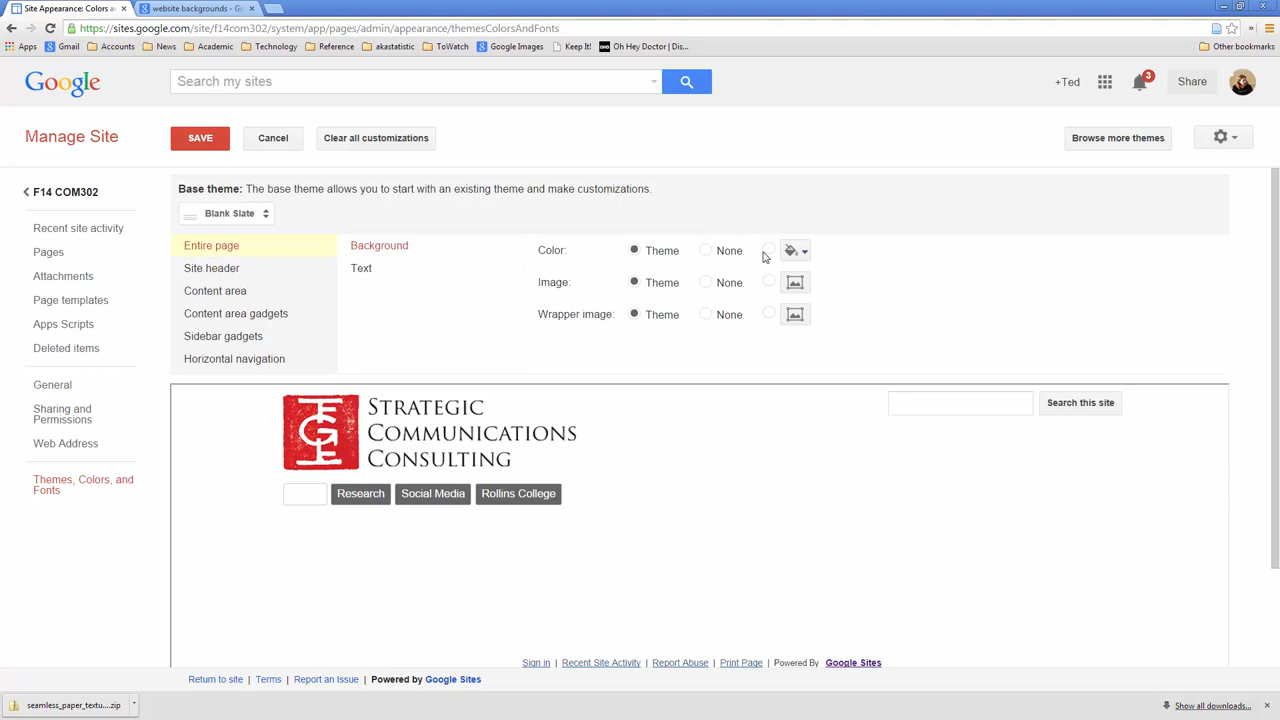 Site Appearance: Colors a
website backgrounds - Go
https://sites.google.com/site/f14com302/system/app/pages/admin/appearance/themesColorsAndFonts
Apps Gmail Accounts News Academic Technology Reference akastatistic ToWatch Google Images Keep It! Oh Hey Doctor | Dis... Other bookmarks
Google Search my sites +Ted 3 Share
Manage Site SAVE Cancel Clear all customizations Browse more themes
F14 COM302
Recent site activity
Pages
Attachments
Page templates
Apps Scripts
Deleted items
General
Sharing and
Permissions
Web Address
Themes, Colors, and
Fonts
Base theme: The base theme allows you to start with an existing theme and make customizations.
Blank Slate
Entire page
Site header
Content area
Content area gadgets
Sidebar gadgets
Horizontal navigation
Background
Text
Color: Theme None
Image: Theme None
Wrapper image: Theme None
TGLE
STRATEGIC
COMMUNICATIONS
CONSULTING
Search this site
Research Social Media Rollins College
Sign in | Recent Site Activity | Report Abuse | Print Page | Powered By Google Sites
Return to site | Terms | Report an Issue | Powered by Google Sites
seamless_paper_textu....zip Show all downloads...